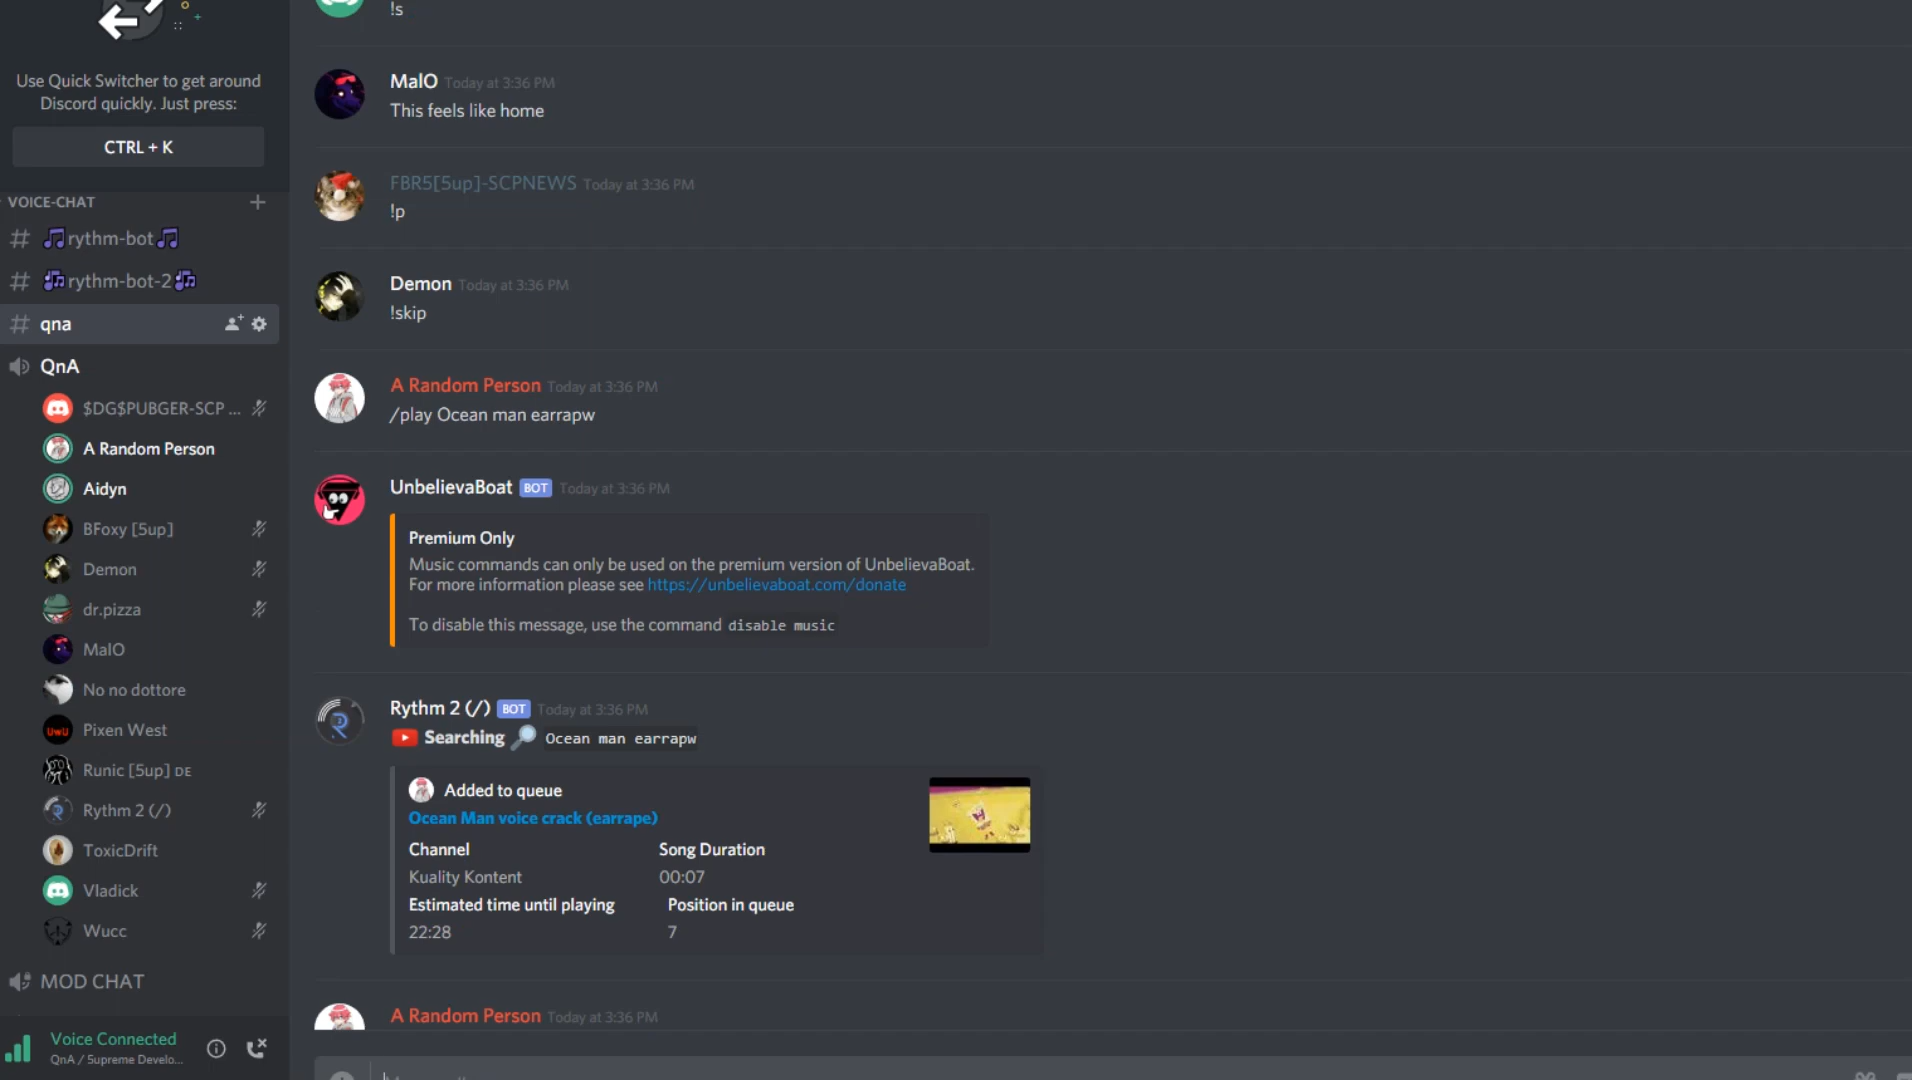 Use Quick Switcher to get around
Discord quickly. Just press:
CTRL + K
VOICE-CHAT
rythm-bot
rythm-bot-2
qna
QnA
$DG$PUBGER-SCP ...
A Random Person
Aidyn
BFoxy [5up]
Demon
dr.pizza
MalO
No no dottore
UwU
Pixen West
Runic [5up] DE
Rythm 2 (/)
ToxicDrift
Vladick
Wucc
MOD CHAT
Voice Connected
QnA / 5upreme Develo...
!s
MalO Today at 3:36 PM
This feels like home
FBR5[5up]-SCPNEWS Today at 3:36 PM
!p
Demon Today at 3:36 PM
!skip
A Random Person Today at 3:36 PM
/play Ocean man earrapw
UnbelievaBoat BOT Today at 3:36 PM
Premium Only
Music commands can only be used on the premium version of UnbelievaBoat.
For more information please see https://unbelievaboat.com/donate
To disable this message, use the command disable music
Rythm 2 (/) BOT Today at 3:36 PM
Searching Ocean man earrapw
Added to queue
Ocean Man voice crack (earrape)
Channel Song Duration
Kuality Kontent 00:07
Estimated time until playing Position in queue
22:28 7
A Random Person Today at 3:36 PM